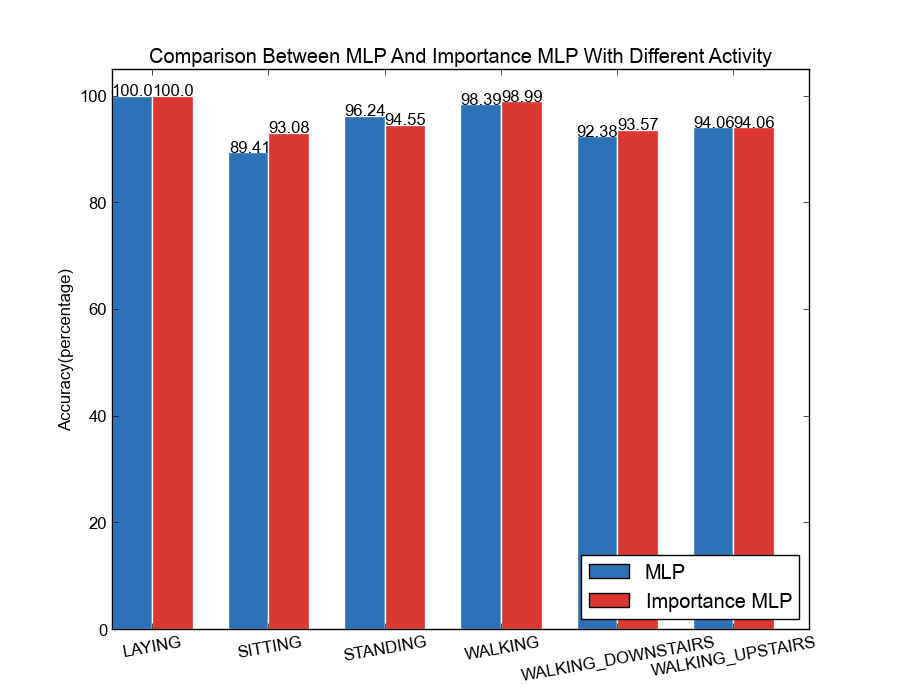 Comparison Between MLP And Importance MLP With Different Activity
Accuracy(percentage)
100
80
60
40
20
0
100.0 100.0
89.41 93.08
96.24 94.55
98.39 98.99
92.38 93.57
94.06 94.06
MLP
Importance MLP
LAYING
SITTING
STANDING
WALKING
WALKING_DOWNSTAIRS
WALKING_UPSTAIRS